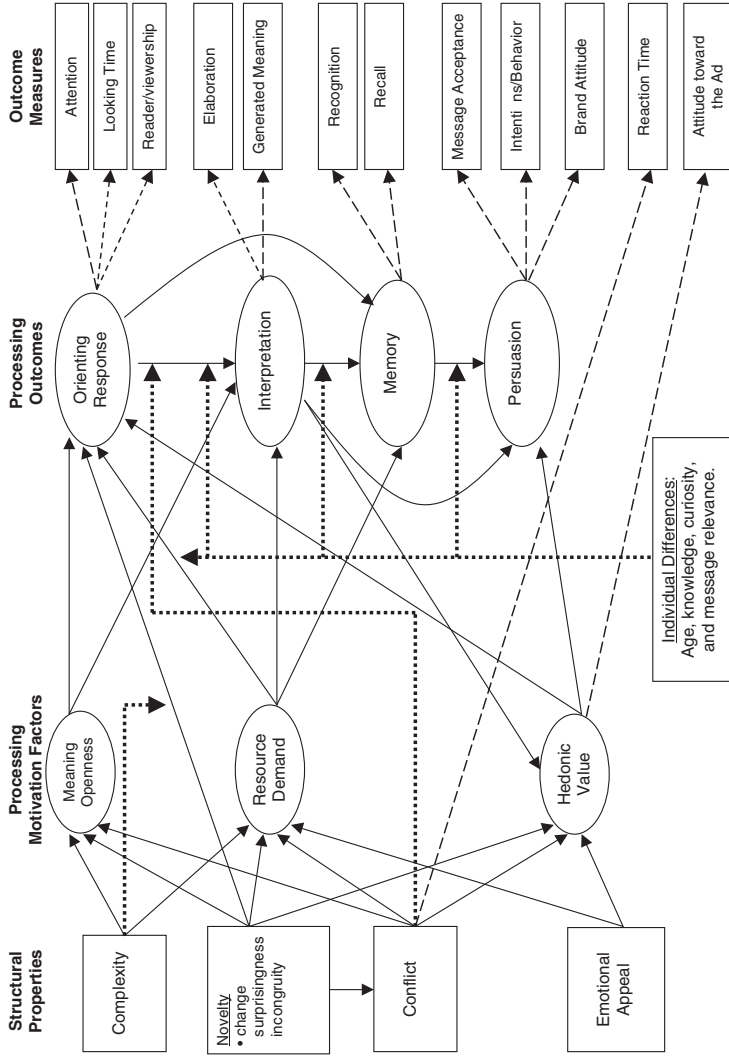 Structural
Properties
Processing
Motivation Factors
Processing
Outcomes
Outcome
Measures
Complexity
Novelty
• change
surprisingness
incongruity
Conflict
Emotional
Appeal
Meaning
Openness
Resource
Demand
Hedonic
Value
Individual Differences:
Age, knowledge, curiosity,
and message relevance.
Orienting
Response
Interpretation
Memory
Persuasion
Attention
Looking Time
Reader/viewership
Elaboration
Generated Meaning
Recognition
Recall
Message Acceptance
Intenti ns/Behavior
Brand Attitude
Reaction Time
Attitude toward
the Ad